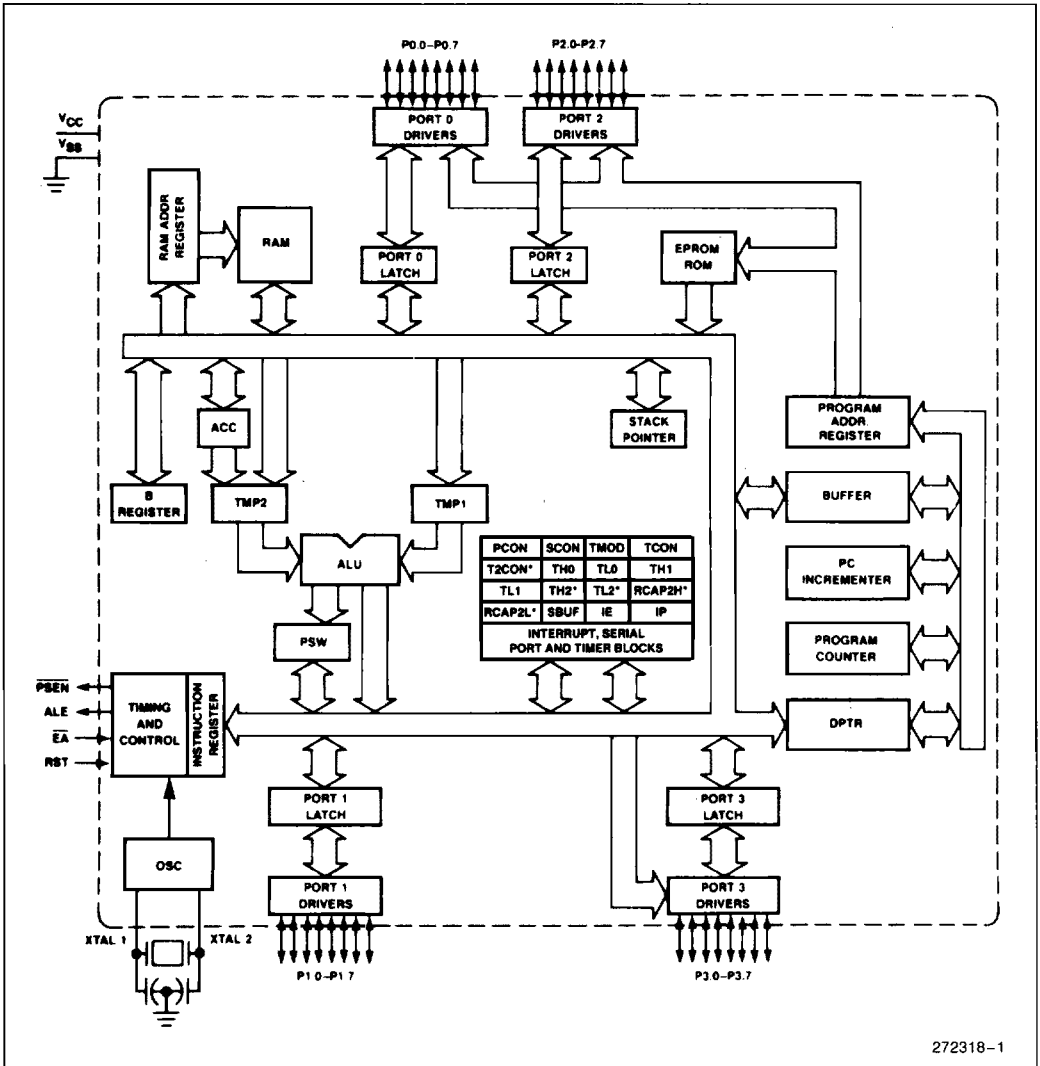 P0.0–P0.7
P2.0–P2.7
VCC
VSS
PORT 0
DRIVERS
PORT 2
DRIVERS
RAM ADDR
REGISTER
RAM
PORT 0
LATCH
PORT 2
LATCH
EPROM
ROM
ACC
STACK
POINTER
PROGRAM
ADDR.
REGISTER
B
REGISTER
TMP2
TMP1
BUFFER
ALU
PCON SCON TMOD TCON
T2CON* TH0 TL0 TH1
TL1 TH2* TL2* RCAP2H*
RCAP2L* SBUF IE IP
INTERRUPT, SERIAL
PORT AND TIMER BLOCKS
PC
INCREMENTER
PSW
PROGRAM
COUNTER
PSEN
ALE
EA
RST
TIMING
AND
CONTROL
INSTRUCTION
REGISTER
DPTR
PORT 1
LATCH
PORT 3
LATCH
OSC
PORT 1
DRIVERS
PORT 3
DRIVERS
XTAL 1
XTAL 2
P1 0–P1 7
P3.0–P3.7
272318–1